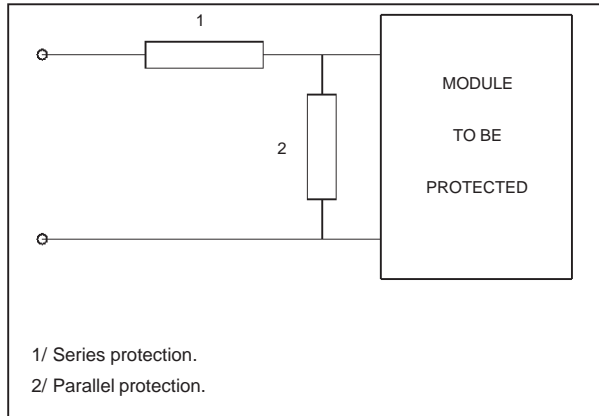 1
2
MODULE
TO BE
PROTECTED
1/ Series protection.
2/ Parallel protection.